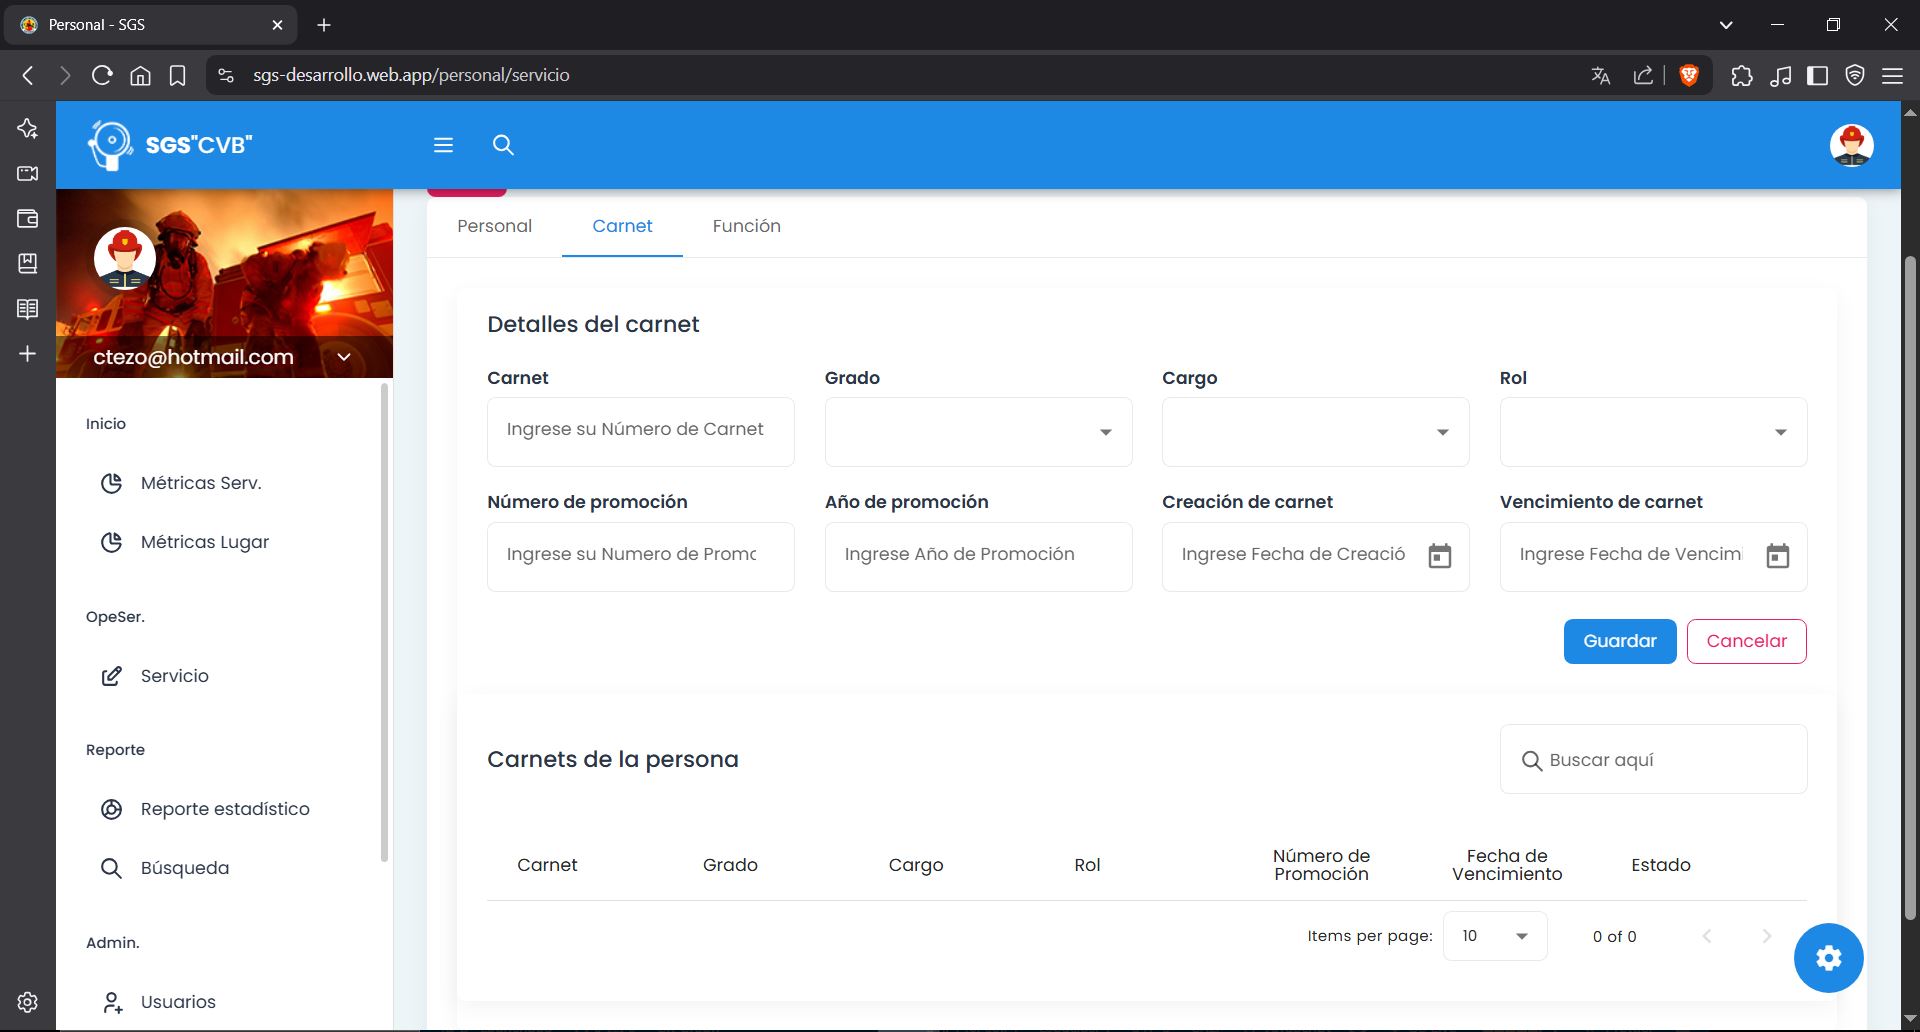 Personal - SGS
sgs-desarrollo.web.app/personal/servicio
SGS"CVB"
ctezo@hotmail.com
Inicio
Métricas Serv.
Métricas Lugar
OpeSer.
Servicio
Reporte
Reporte estadístico
Búsqueda
Admin.
Usuarios
Personal Carnet Función
Detalles del carnet
Carnet Grado Cargo Rol
Ingrese su Número de Carnet
Número de promoción Año de promoción Creación de carnet Vencimiento de carnet
Ingrese su Numero de Promo Ingrese Año de Promoción Ingrese Fecha de Creació Ingrese Fecha de Vencim
Guardar Cancelar
Carnets de la persona
Buscar aquí
Carnet Grado Cargo Rol Número de Promoción Fecha de Vencimiento Estado
Items per page: 10 0 of 0